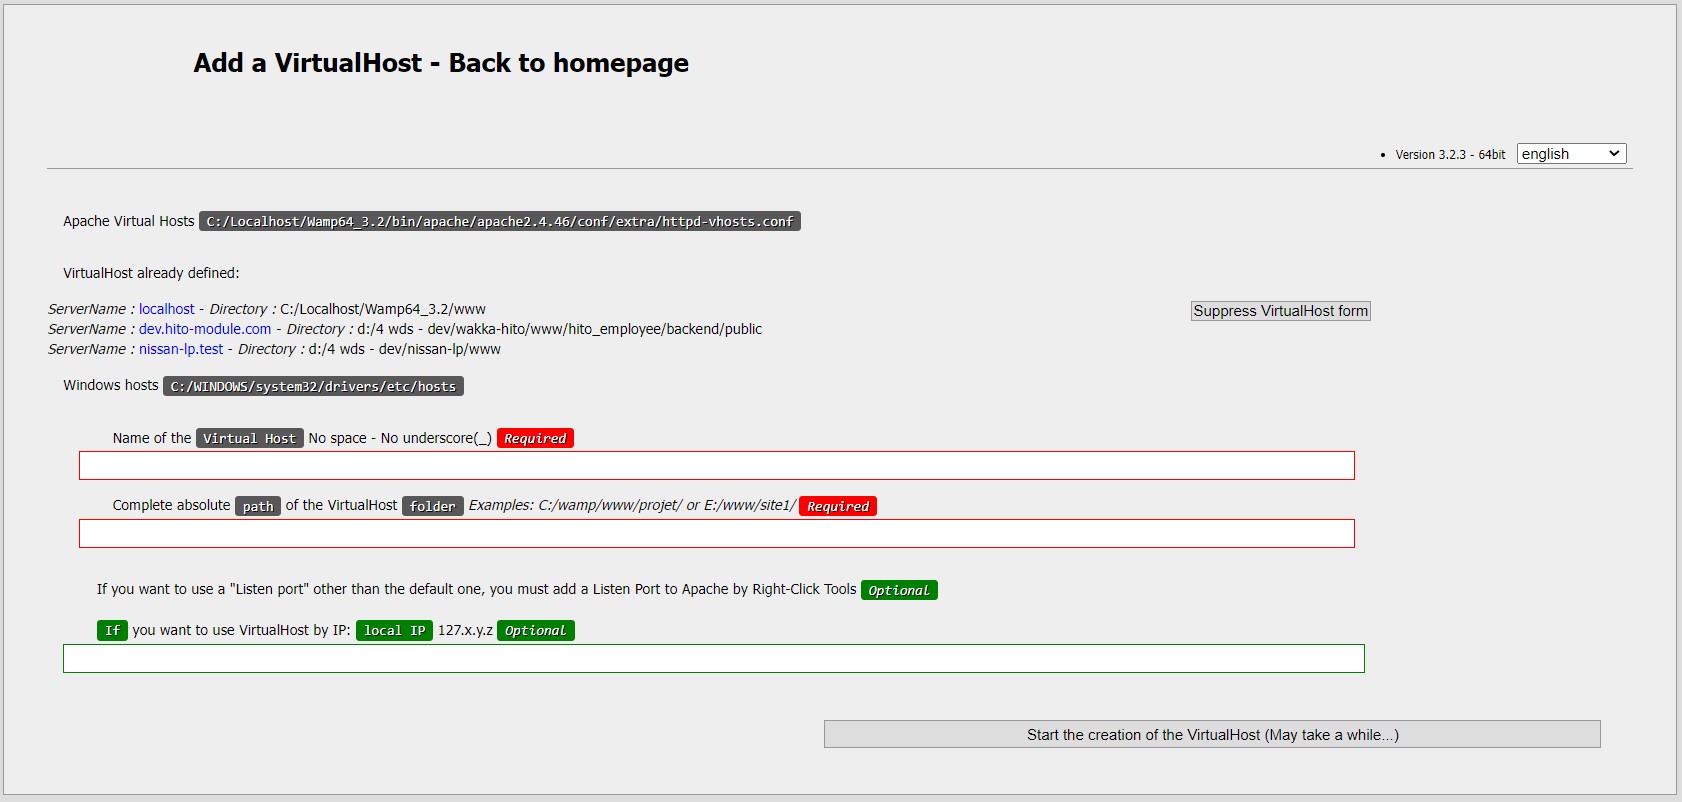 Add a VirtualHost - Back to homepage
Version 3.2.3 - 64bit english
Apache Virtual Hosts C:/Localhost/Wamp64_3.2/bin/apache/apache2.4.46/conf/extra/httpd-vhosts.conf
VirtualHost already defined:
ServerName : localhost - Directory : C:/Localhost/Wamp64_3.2/www
Suppress VirtualHost form
ServerName : dev.hito-module.com - Directory : d:/4 wds - dev/wakka-hito/www/hito_employee/backend/public
ServerName : nissan-lp.test - Directory : d:/4 wds - dev/nissan-lp/www
Windows hosts C:/WINDOWS/system32/drivers/etc/hosts
Name of the Virtual Host No space - No underscore(_) Required
Complete absolute path of the VirtualHost folder Examples: C:/wamp/www/projet/ or E:/www/site1/ Required
If you want to use a "Listen port" other than the default one, you must add a Listen Port to Apache by Right-Click Tools Optional
If you want to use VirtualHost by IP: local IP 127.x.y.z Optional
Start the creation of the VirtualHost (May take a while...)